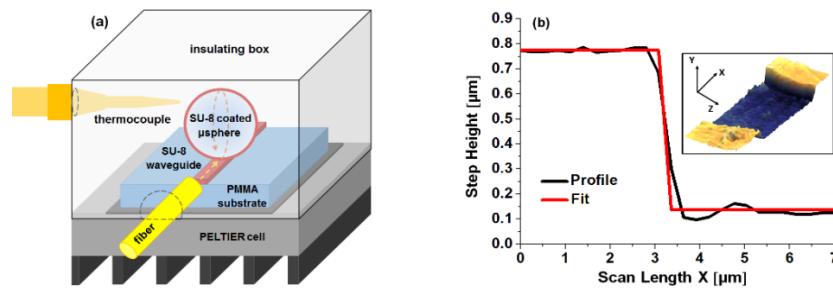 (a)
insulating box
thermocouple
SU-8 coated
μsphere
SU-8
waveguide
PMMA
substrate
fiber
PELTIER cell
(b)
Step Height [μm]
0.9
0.8
0.7
0.6
0.5
0.4
0.3
0.2
0.1
0.0
Y
X
Z
Profile
Fit
0 1 2 3 4 5 6 7
Scan Length X [μm]